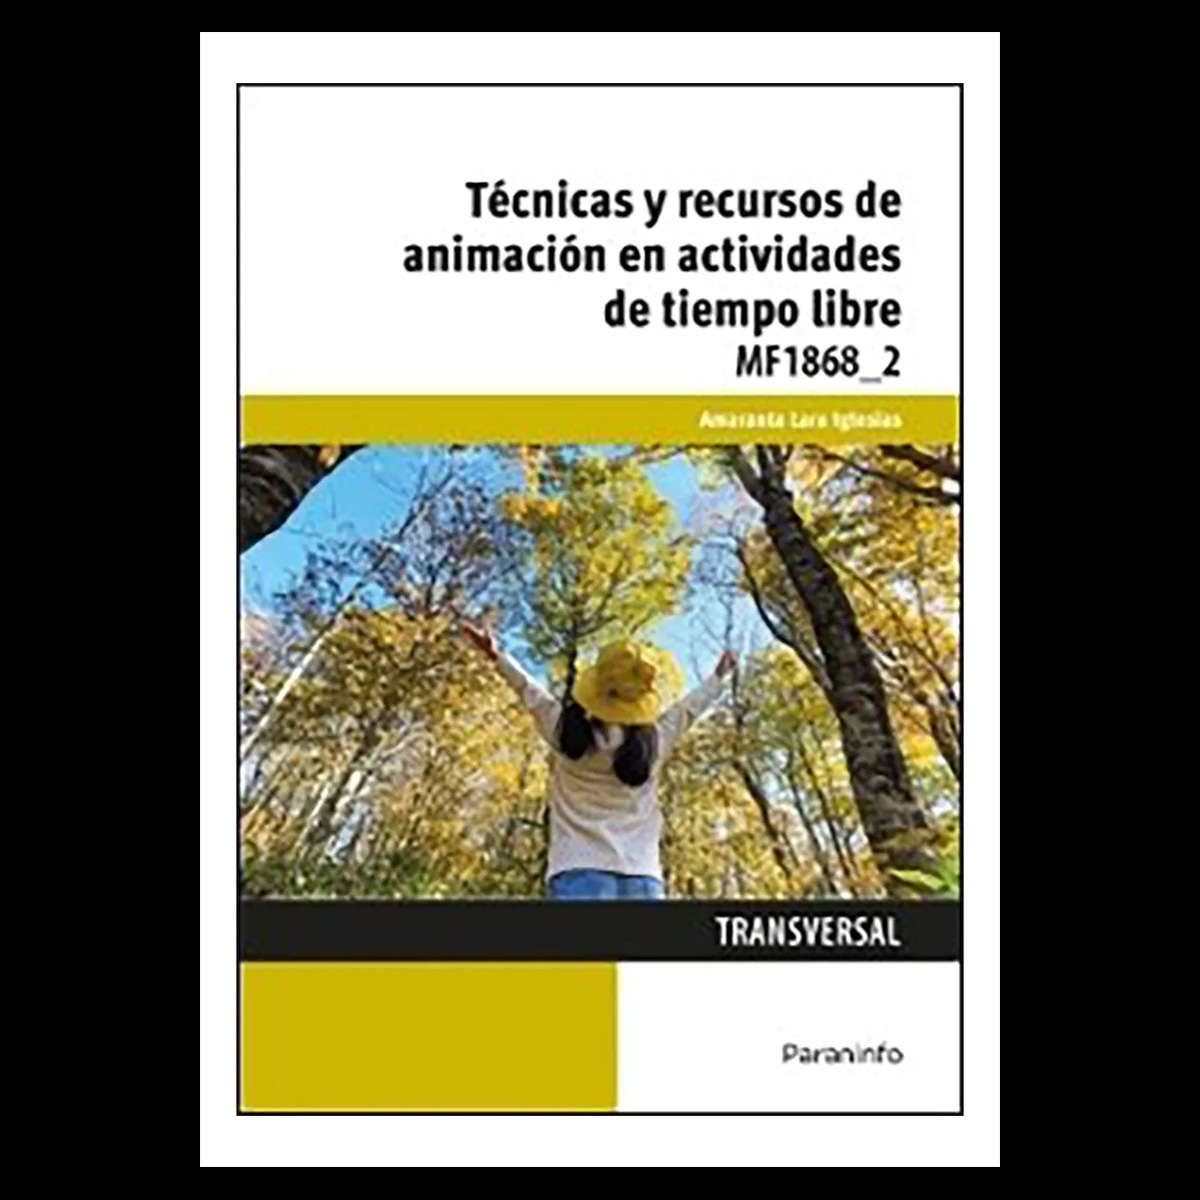 Técnicas y recursos de
animación en actividades
de tiempo libre
MF1868_2
Amaranta Lara Iglesias
TRANSVERSAL
Paraninfo